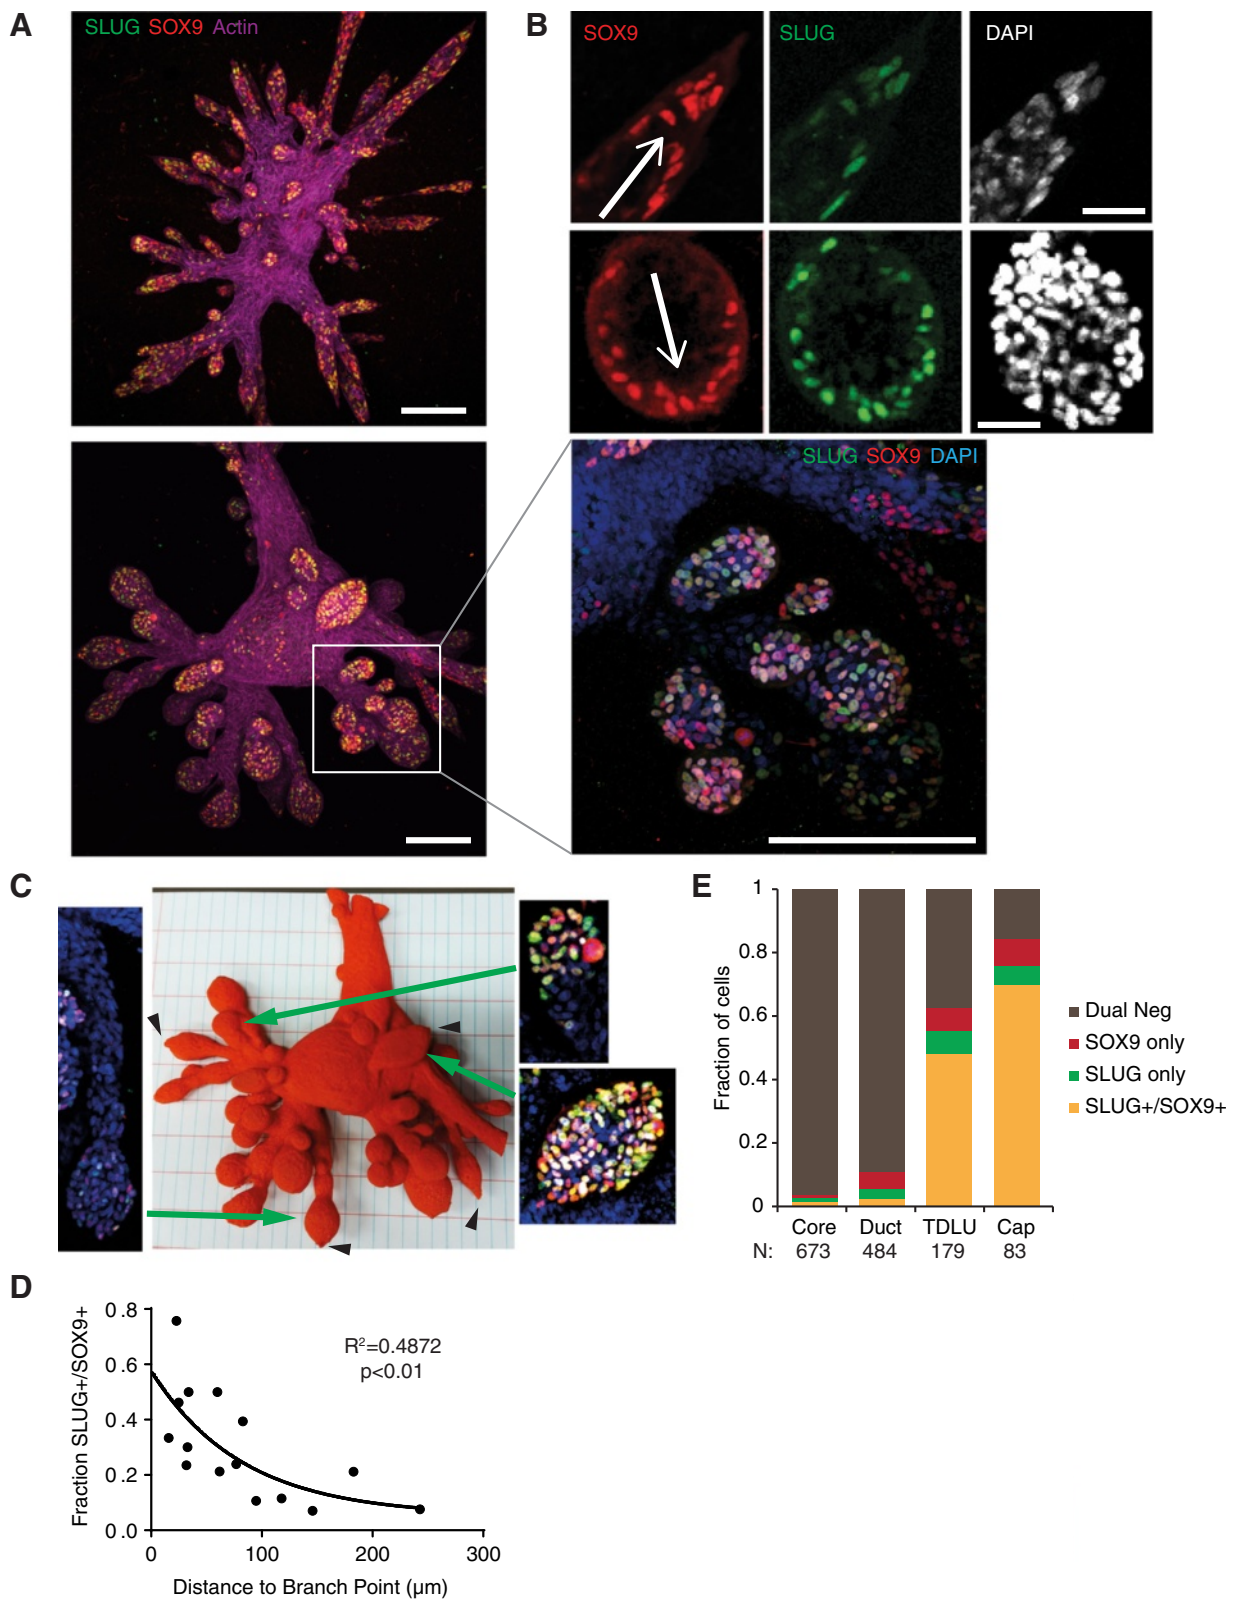 A
SLUG SOX9 Actin
B
SOX9
SLUG
DAPI
SLUG SOX9 DAPI
C
E
Fraction of cells
1
0.8
0.6
0.4
0.2
0
Core Duct TDLU Cap
N: 673 484 179 83
Dual Neg
SOX9 only
SLUG only
SLUG+/SOX9+
D
Fraction SLUG+/SOX9+
0.8
0.6
0.4
0.2
0.0
R²=0.4872
p<0.01
0 100 200 300
Distance to Branch Point (µm)